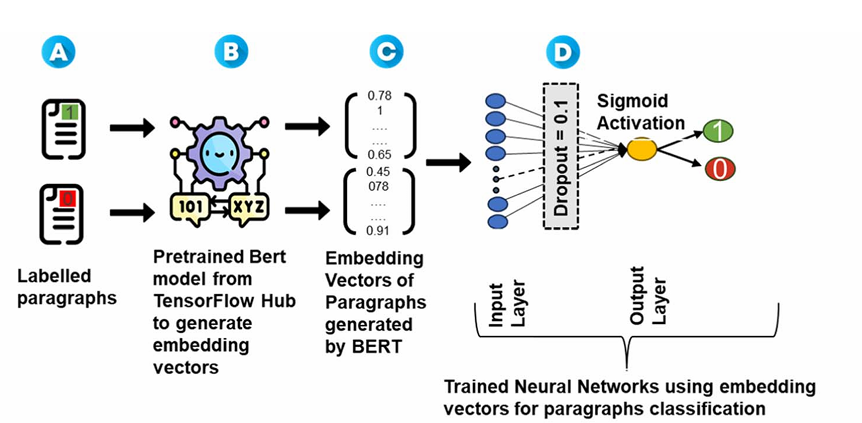 A
B
C
D
1
0
101
XYZ
0.78
1
....
....
0.65
0.45
078
....
....
0.91
Dropout = 0.1
Sigmoid
Activation
1
0
Labelled
paragraphs
Pretrained Bert
model from
TensorFlow Hub
to generate
embedding
vectors
Embedding
Vectors of
Paragraphs
generated
by BERT
Input
Layer
Output
Layer
Trained Neural Networks using embedding
vectors for paragraphs classification